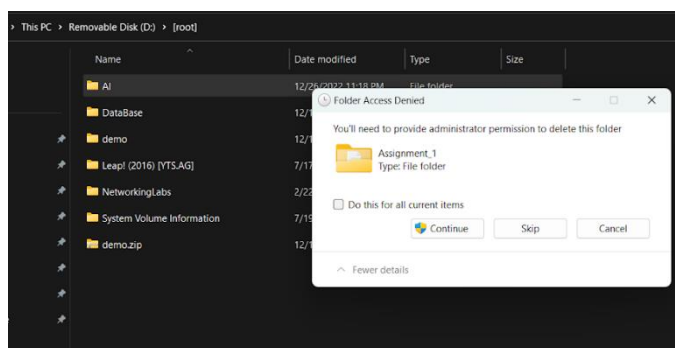 › This PC › Removable Disk (D:) › [root]
Name Date modified Type Size
AI 12/26/2022 11:18 PM File folder
DataBase 12/1
demo 12/1
Leap! (2016) [YTS.AG] 7/17
NetworkingLabs 2/22
System Volume Information 7/19
demo.zip 12/1
Folder Access Denied
You'll need to provide administrator permission to delete this folder
Assignment_1
Type: File folder
Do this for all current items
Continue Skip Cancel
Fewer details